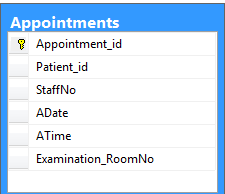 Appointments
Appointment_id
Patient_id
StaffNo
ADate
ATime
Examination_RoomNo